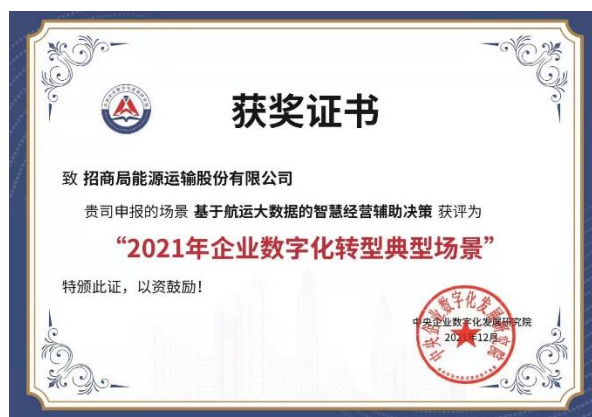 获奖证书
致 招商局能源运输股份有限公司
贵司申报的场景 基于航运大数据的智慧经营辅助决策 获评为
“2021年企业数字化转型典型场景”
特颁此证，以资鼓励！
中央企业数字化发展研究院
2021年12月